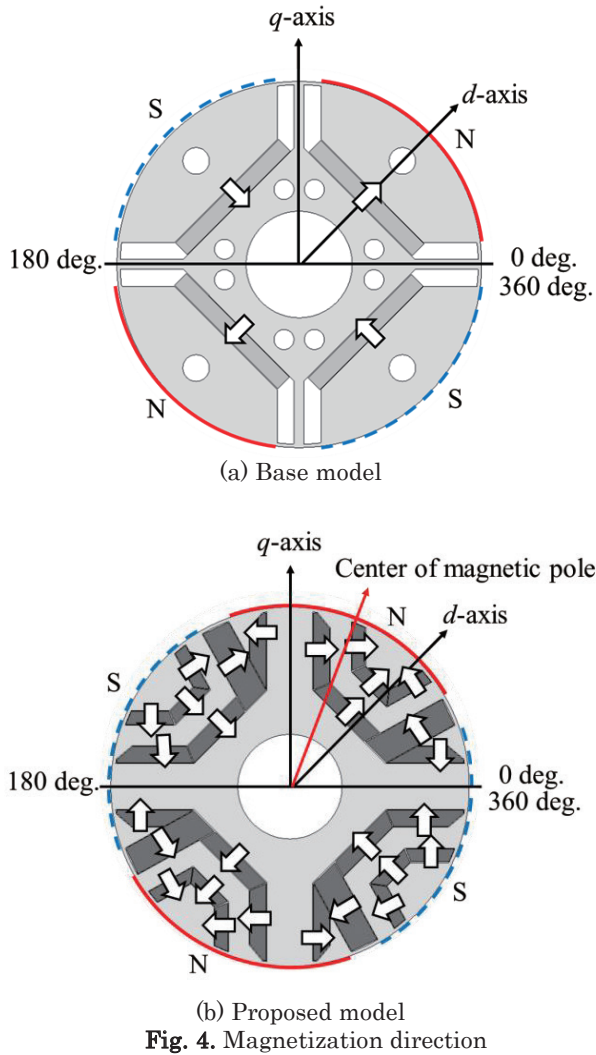 q-axis
d-axis
S
N
180 deg.
0 deg.
360 deg.
N
S
(a) Base model
q-axis
Center of magnetic pole
N
d-axis
S
180 deg.
0 deg.
360 deg.
S
N
(b) Proposed model
Fig. 4. Magnetization direction